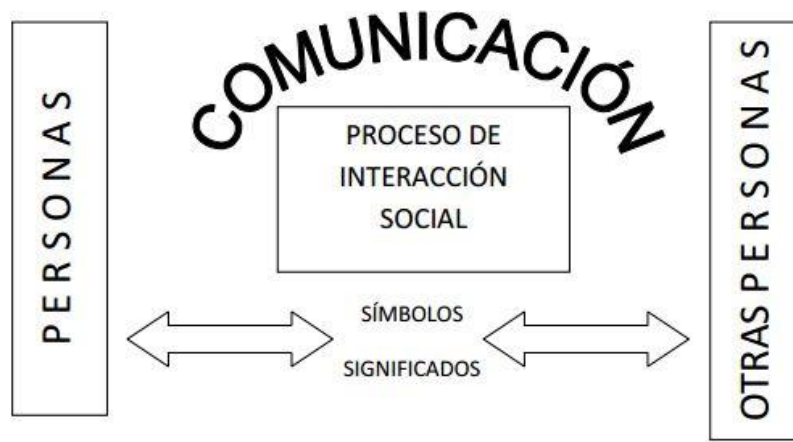 COMUNICACIÓN
PERSONAS
PROCESO DE
INTERACCIÓN
SOCIAL
SÍMBOLOS
SIGNIFICADOS
OTRAS PERSONAS